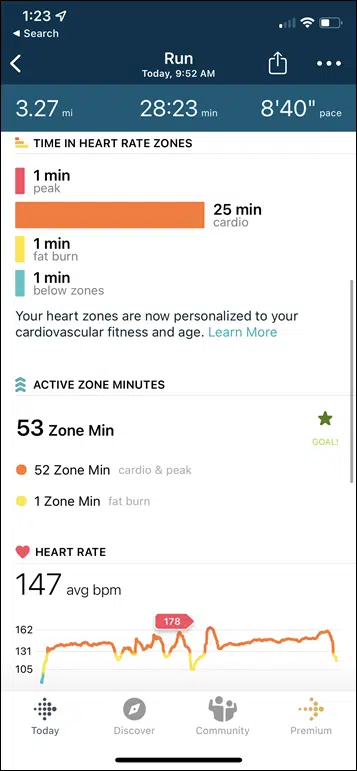 1:23
Search
Run
Today, 9:52 AM
3.27 mi 28:23 min 8'40" pace
TIME IN HEART RATE ZONES
1 min
peak
25 min
cardio
1 min
fat burn
1 min
below zones
Your heart zones are now personalized to your
cardiovascular fitness and age. Learn More
ACTIVE ZONE MINUTES
53 Zone Min
GOAL!
52 Zone Min cardio & peak
1 Zone Min fat burn
HEART RATE
147 avg bpm
178
162
131
105
Today Discover Community Premium